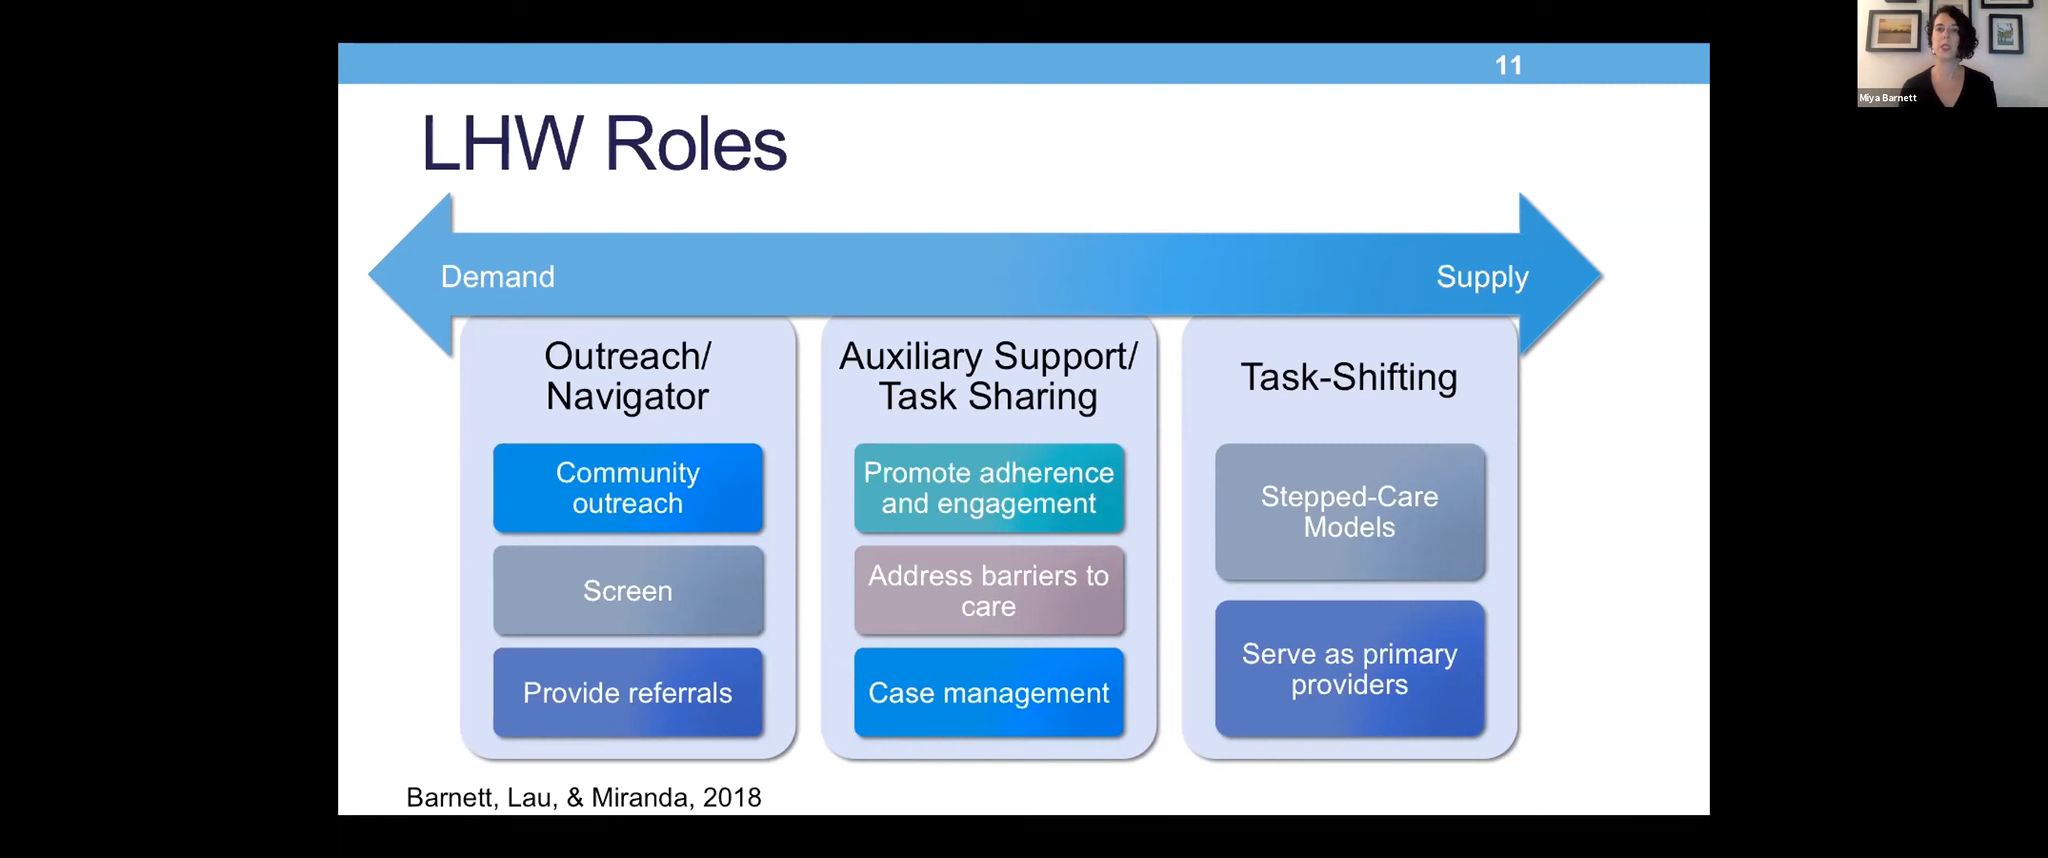 11
Miya Barnett
LHW Roles
Demand
Supply
Outreach/
Navigator
Community
outreach
Screen
Provide referrals
Auxiliary Support/
Task Sharing
Promote adherence
and engagement
Address barriers to
care
Case management
Task-Shifting
Stepped-Care
Models
Serve as primary
providers
Barnett, Lau, & Miranda, 2018